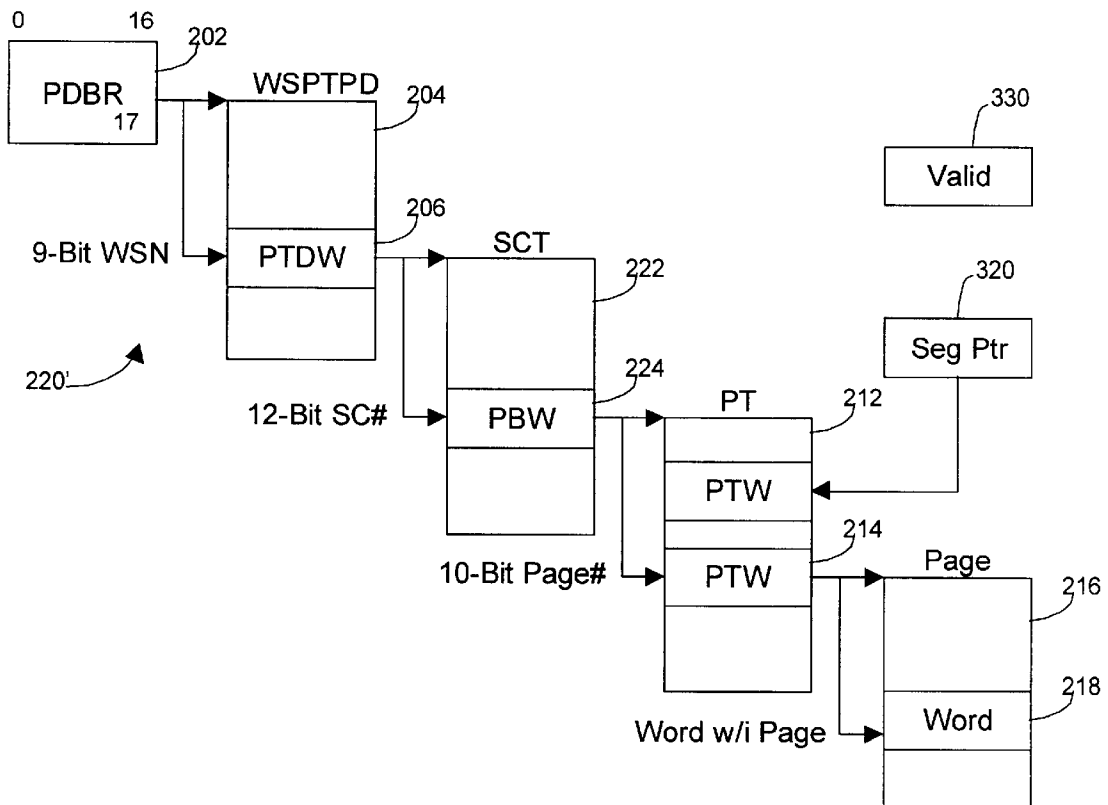 0 16
202
PDBR
17
WSPTPD
204
330
Valid
206
9-Bit WSN
PTDW
SCT
222
320
Seg Ptr
220'
224
12-Bit SC#
PBW
PT
212
PTW
214
10-Bit Page#
PTW
Page
216
218
Word w/i Page
Word